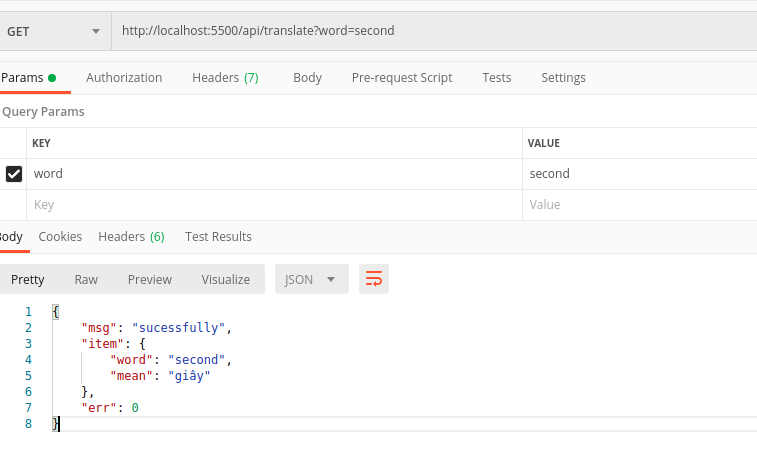 GET http://localhost:5500/api/translate?word=second
Params Authorization Headers (7) Body Pre-request Script Tests Settings
Query Params
KEY VALUE
word second
Key Value
Body Cookies Headers (6) Test Results
Pretty Raw Preview Visualize JSON
1 {
2 "msg": "sucessfully",
3 "item": {
4 "word": "second",
5 "mean": "giây"
6 },
7 "err": 0
8 }